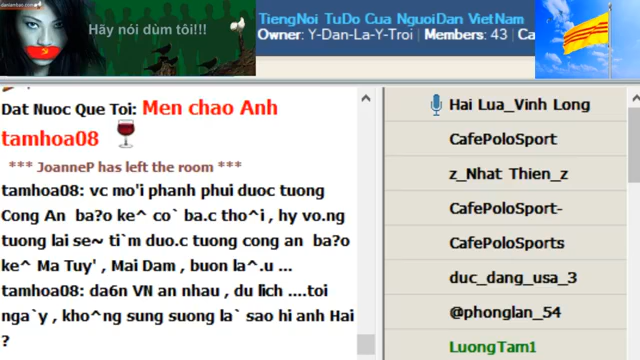 danlambao.com
Hãy nói dùm tôi!!!
TiengNoi TuDo Cua NguoiDan VietNam
Owner: Y-Dan-La-Y-Troi | Members: 43 | Ca
Dat Nuoc Que Toi: Men chao Anh
tamhoa08
*** JoanneP has left the room ***
tamhoa08: vc mo'i phanh phui duoc tuong
Cong An ba?o ke^ co` ba.c tho^i , hy vo.ng
tuong lai se~ ti`m duo.c tuong cong an ba?o
ke^ Ma Tuy' , Mai Dam , buon la^.u ...
tamhoa08: da6n VN an nhau , du lich ....toi
nga`y , kho^ng sung suong la` sao hi anh Hai
?
Hai Lua_Vinh Long
CafePoloSport
z_Nhat Thien_z
CafePoloSport-
CafePoloSports
duc_dang_usa_3
@phonglan_54
LuongTam1